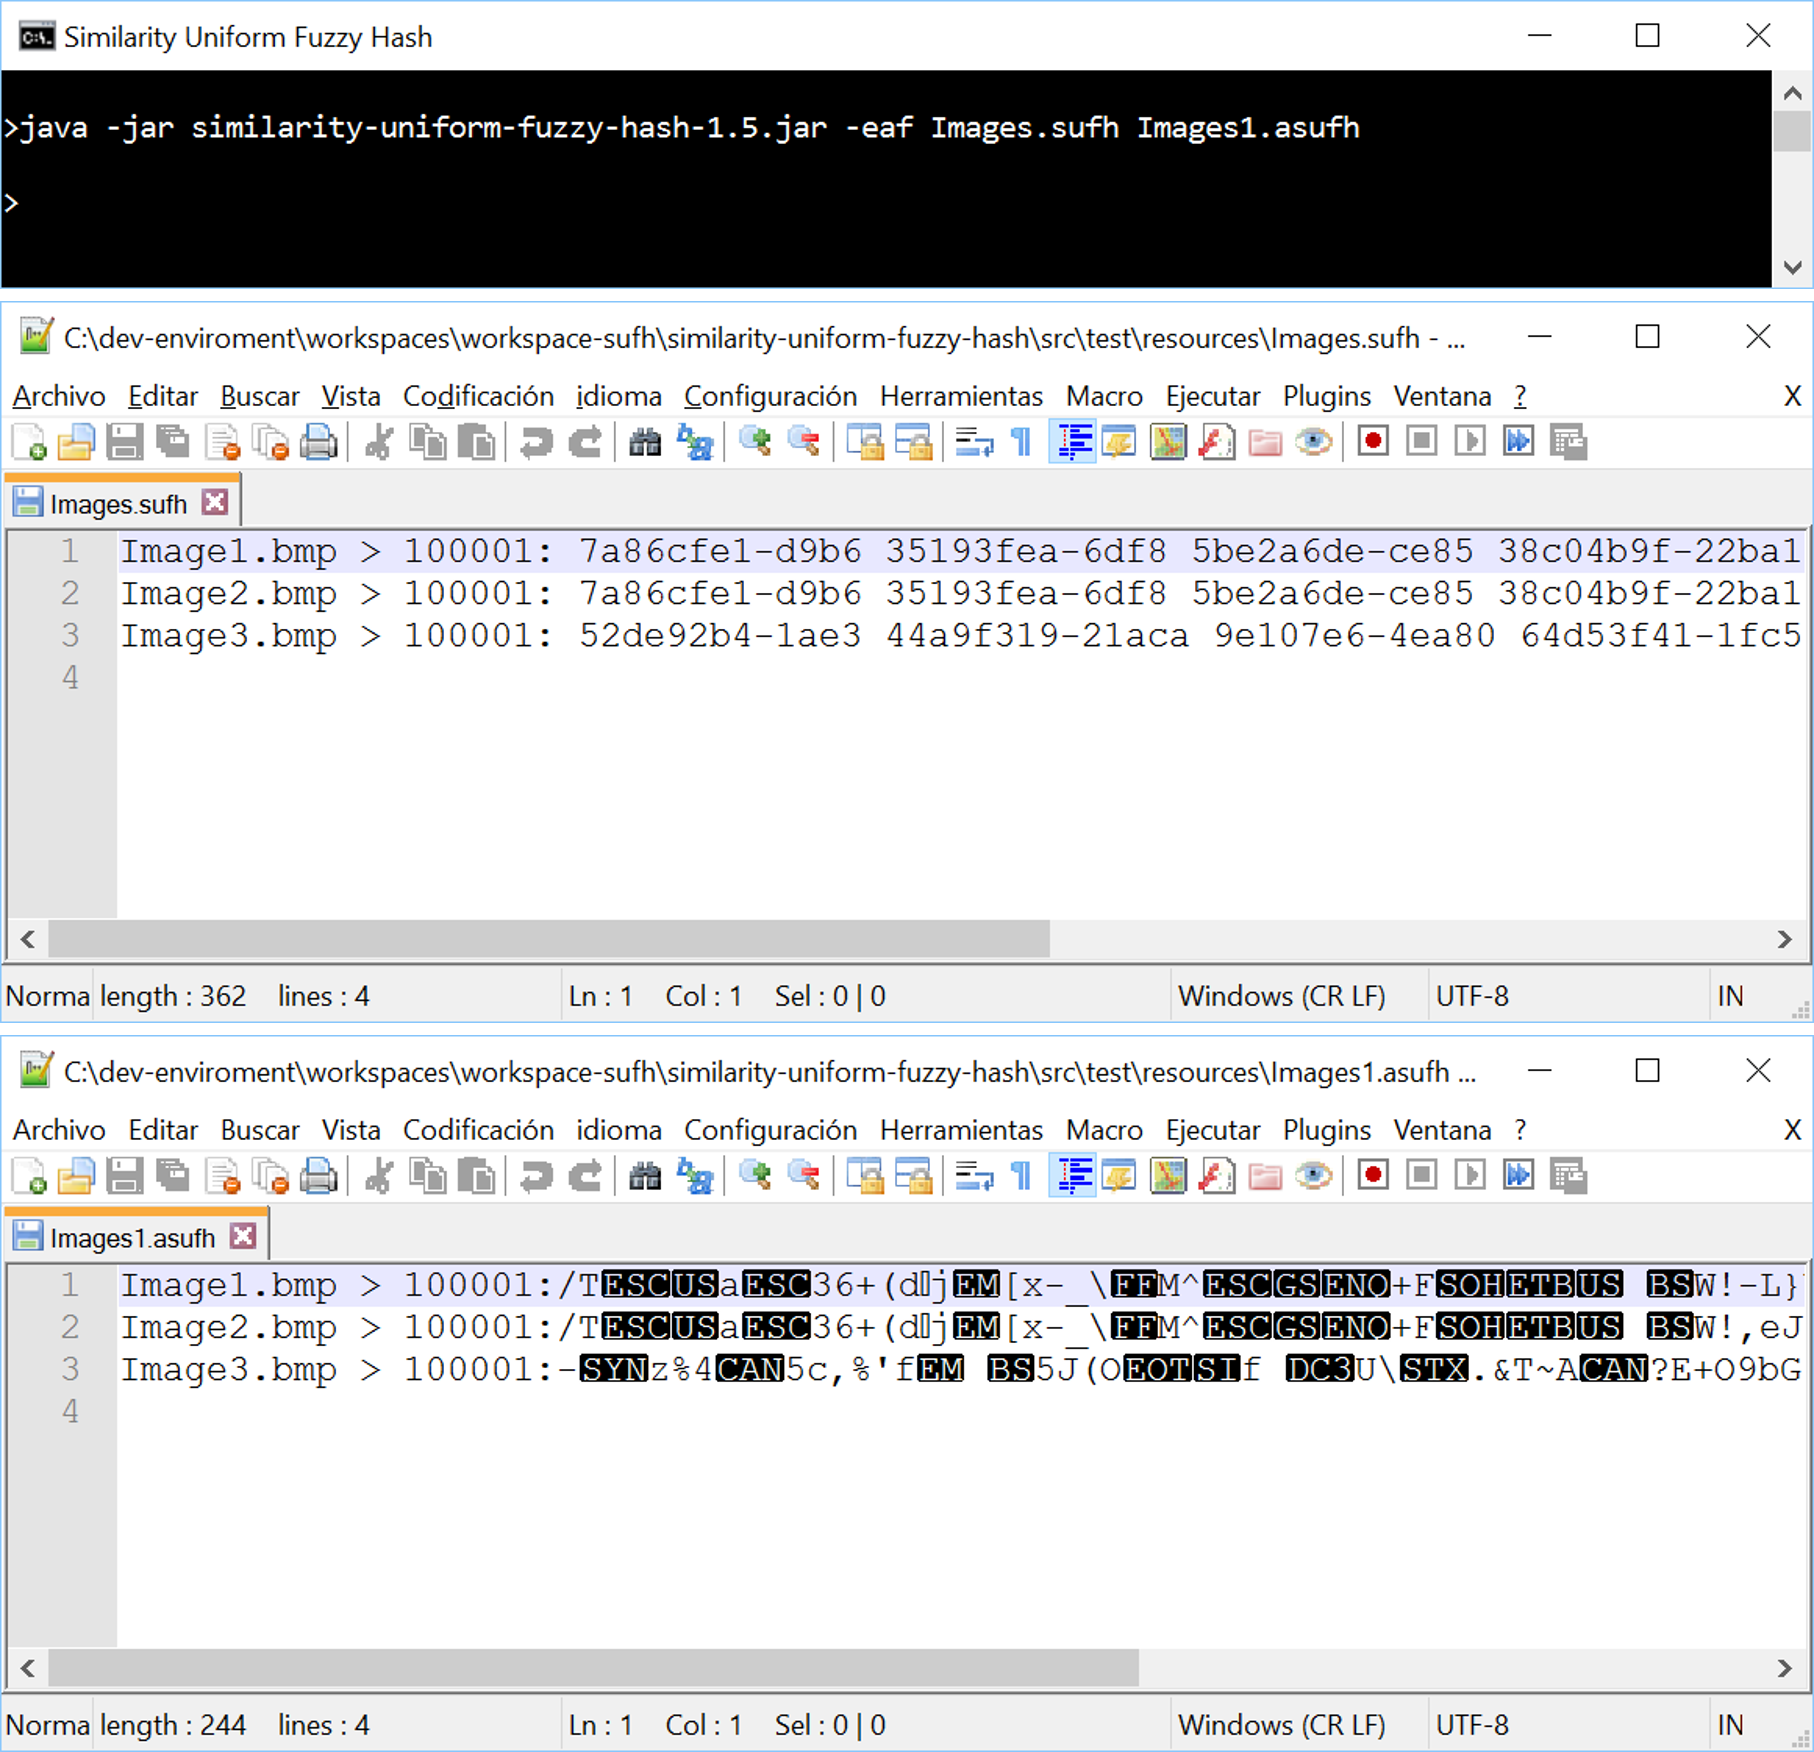 Similarity Uniform Fuzzy Hash
>java -jar similarity-uniform-fuzzy-hash-1.5.jar -eaf Images.sufh Images1.asufh
>
C:\dev-enviroment\workspaces\workspace-sufh\similarity-uniform-fuzzy-hash\src\test\resources\Images.sufh - ...
Archivo Editar Buscar Vista Codificación idioma Configuración Herramientas Macro Ejecutar Plugins Ventana ? X
Images.sufh
1 Image1.bmp > 100001: 7a86cfe1-d9b6 35193fea-6df8 5be2a6de-ce85 38c04b9f-22ba1
2 Image2.bmp > 100001: 7a86cfe1-d9b6 35193fea-6df8 5be2a6de-ce85 38c04b9f-22ba1
3 Image3.bmp > 100001: 52de92b4-1ae3 44a9f319-21aca 9e107e6-4ea80 64d53f41-1fc5
4
Norma length : 362 lines : 4 Ln : 1 Col : 1 Sel : 0 | 0 Windows (CR LF) UTF-8 IN
C:\dev-enviroment\workspaces\workspace-sufh\similarity-uniform-fuzzy-hash\src\test\resources\Images1.asufh ...
Archivo Editar Buscar Vista Codificación idioma Configuración Herramientas Macro Ejecutar Plugins Ventana ? X
Images1.asufh
1 Image1.bmp > 100001:/TESCUSaESC36+(d▯jEM[x-_\FFM^ESCGSENQ+FSOHETBUS BSW!-L}
2 Image2.bmp > 100001:/TESCUSaESC36+(d▯jEM[x-_\FFM^ESCGSENQ+FSOHETBUS BSW!,eJ
3 Image3.bmp > 100001:-SYNz%4CAN5c,%'fEM BS5J(OEOTSIf DC3U\STX.&T~ACAN?E+O9bG
4
Norma length : 244 lines : 4 Ln : 1 Col : 1 Sel : 0 | 0 Windows (CR LF) UTF-8 IN